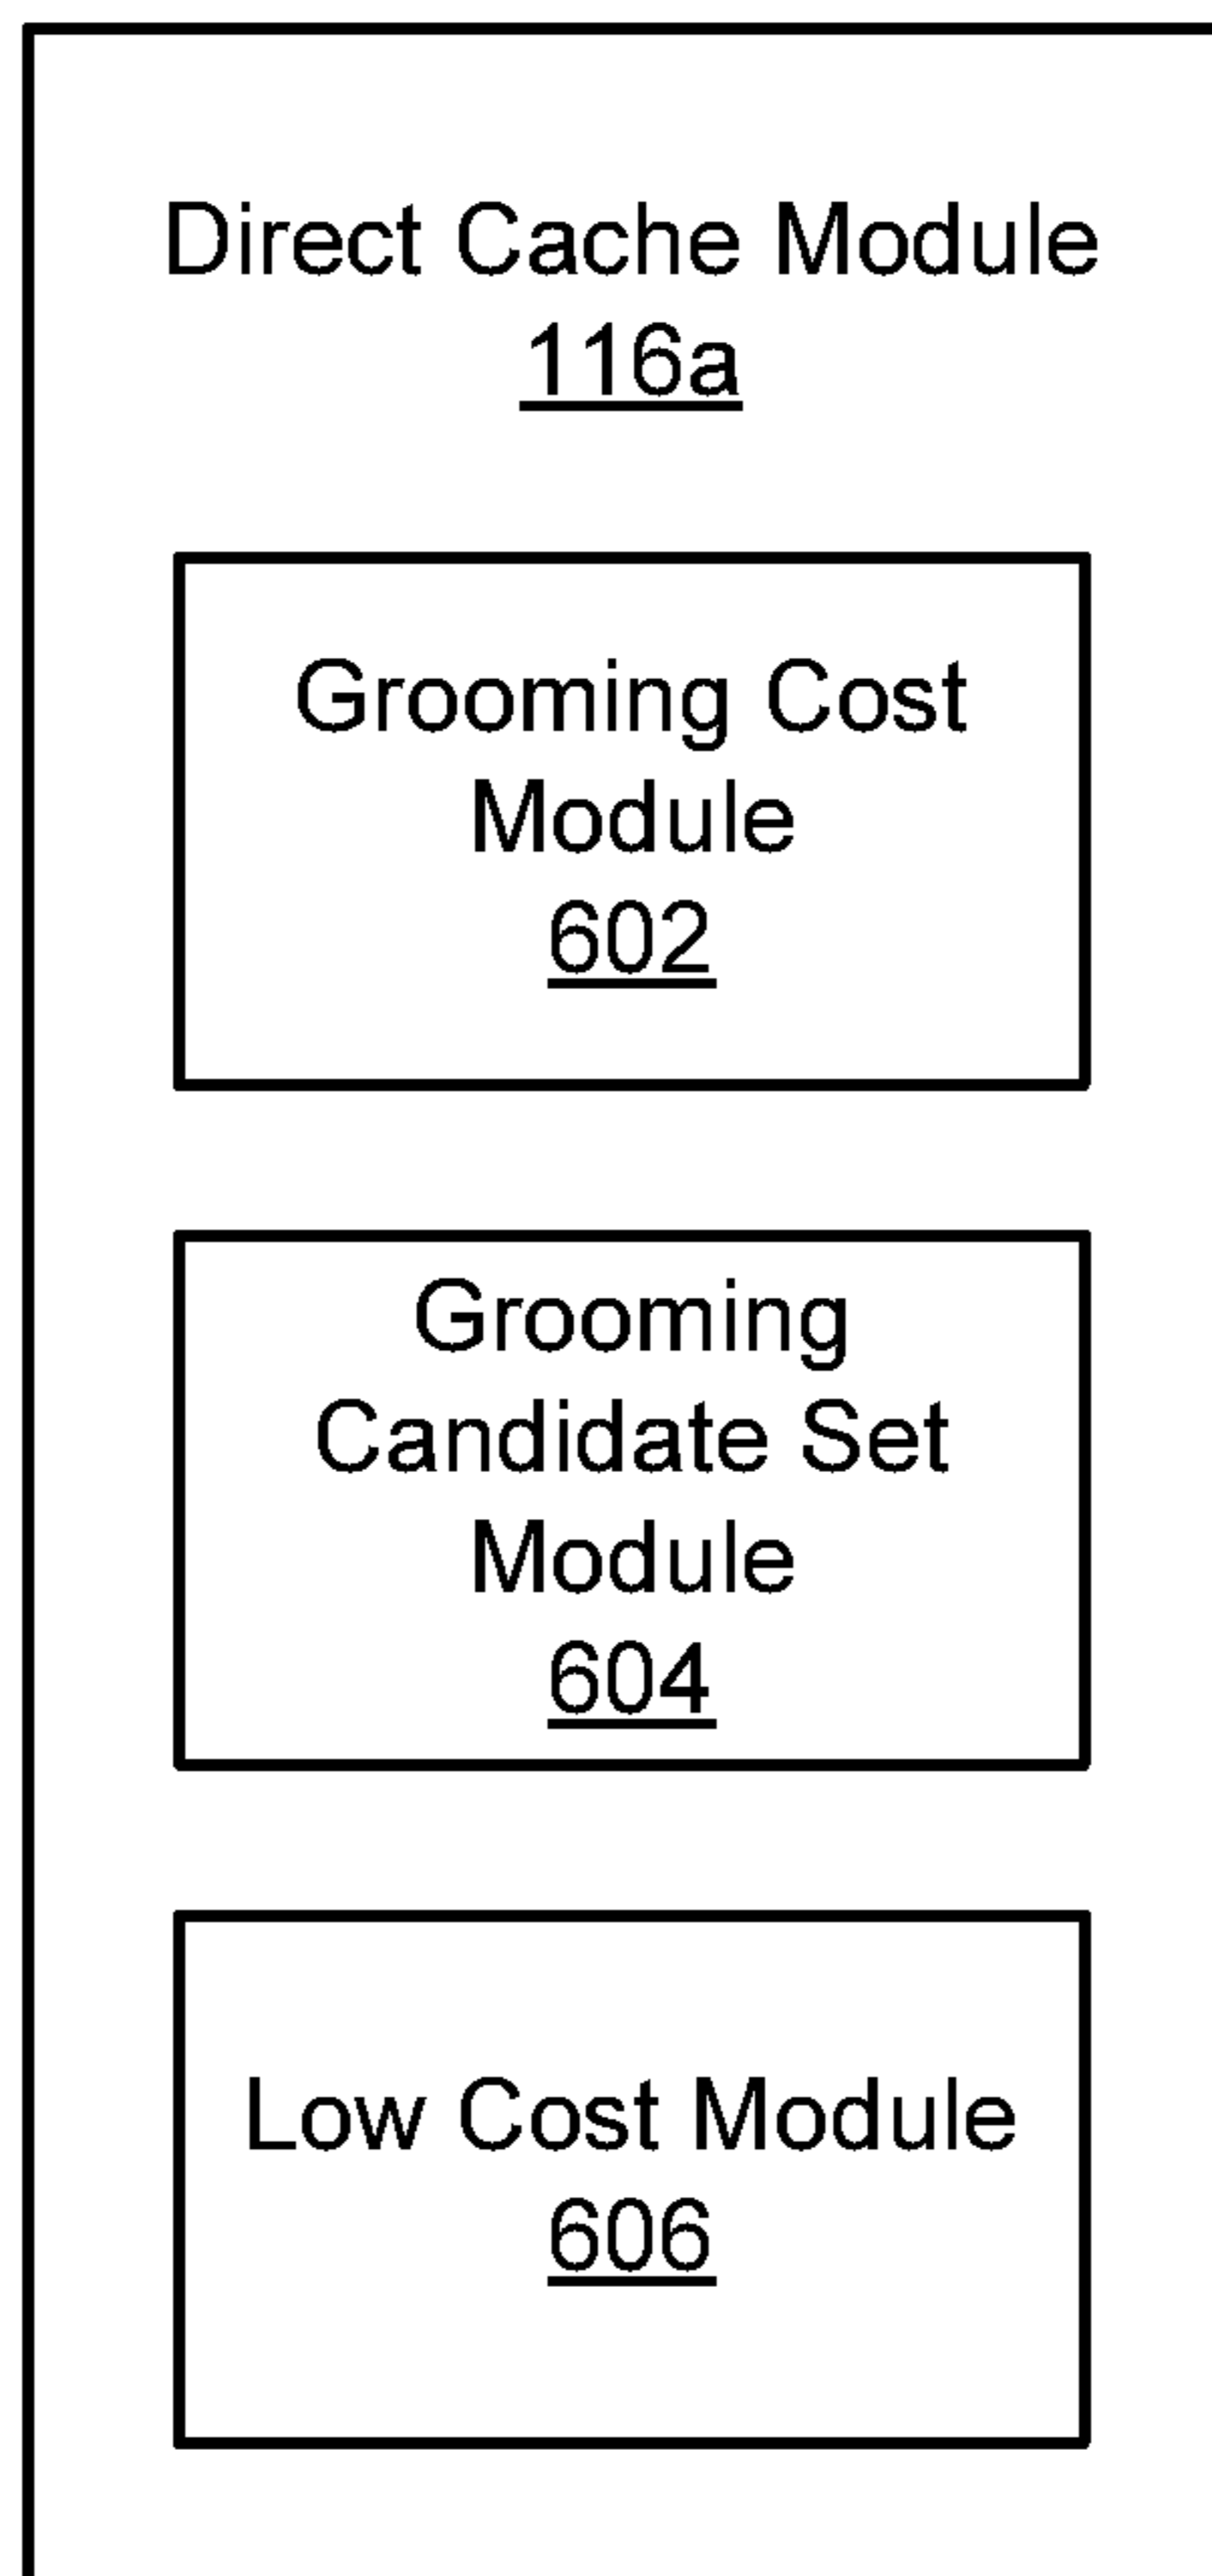 Direct Cache Module
116a
Grooming Cost
Module
602
Grooming
Candidate Set
Module
604
Low Cost Module
606